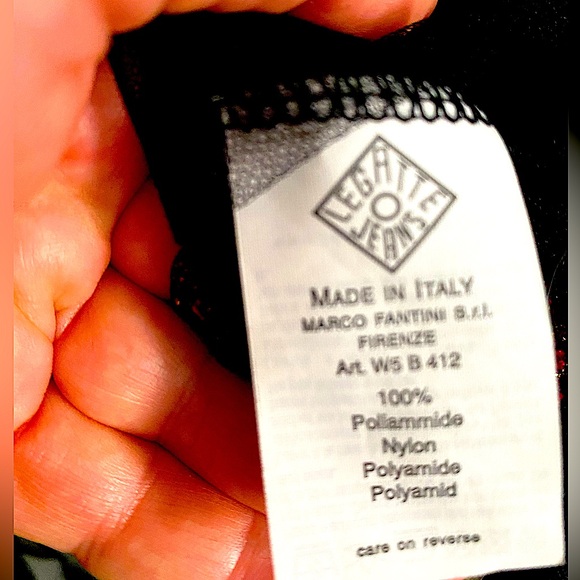 LEGATTE
JEANS
MADE IN ITALY
MARCO FANTINI S.r.l.
FIRENZE
Art. W5 B 412
100%
Poliammide
Nylon
Polyamide
Polyamid
care on reverse